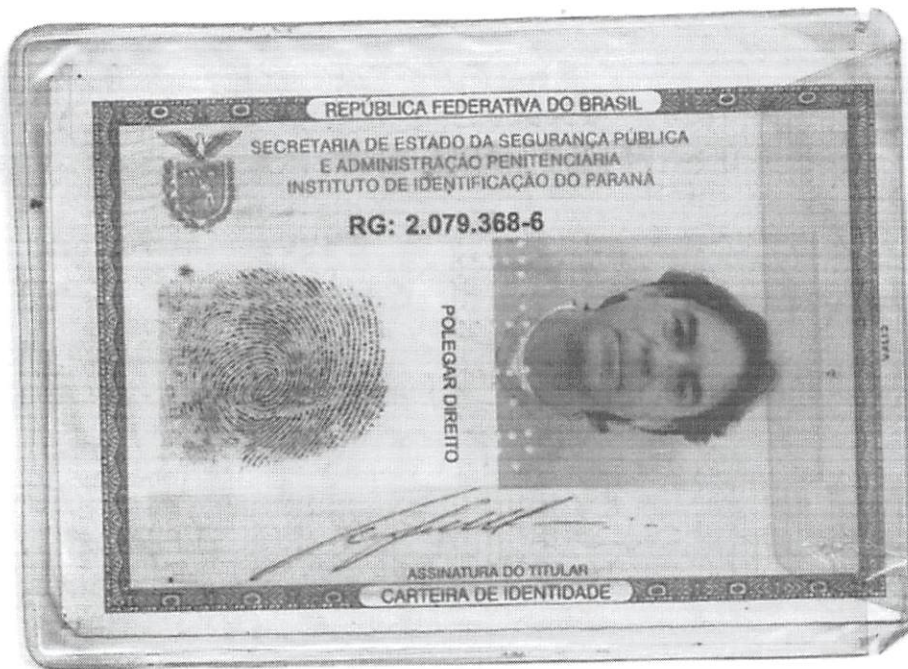 REPÚBLICA FEDERATIVA DO BRASIL
SECRETARIA DE ESTADO DA SEGURANÇA PÚBLICA
E ADMINISTRAÇÃO PENITENCIÁRIA
INSTITUTO DE IDENTIFICAÇÃO DO PARANÁ
RG: 2.079.368-6
POLEGAR DIREITO
ASSINATURA DO TITULAR
CARTEIRA DE IDENTIDADE